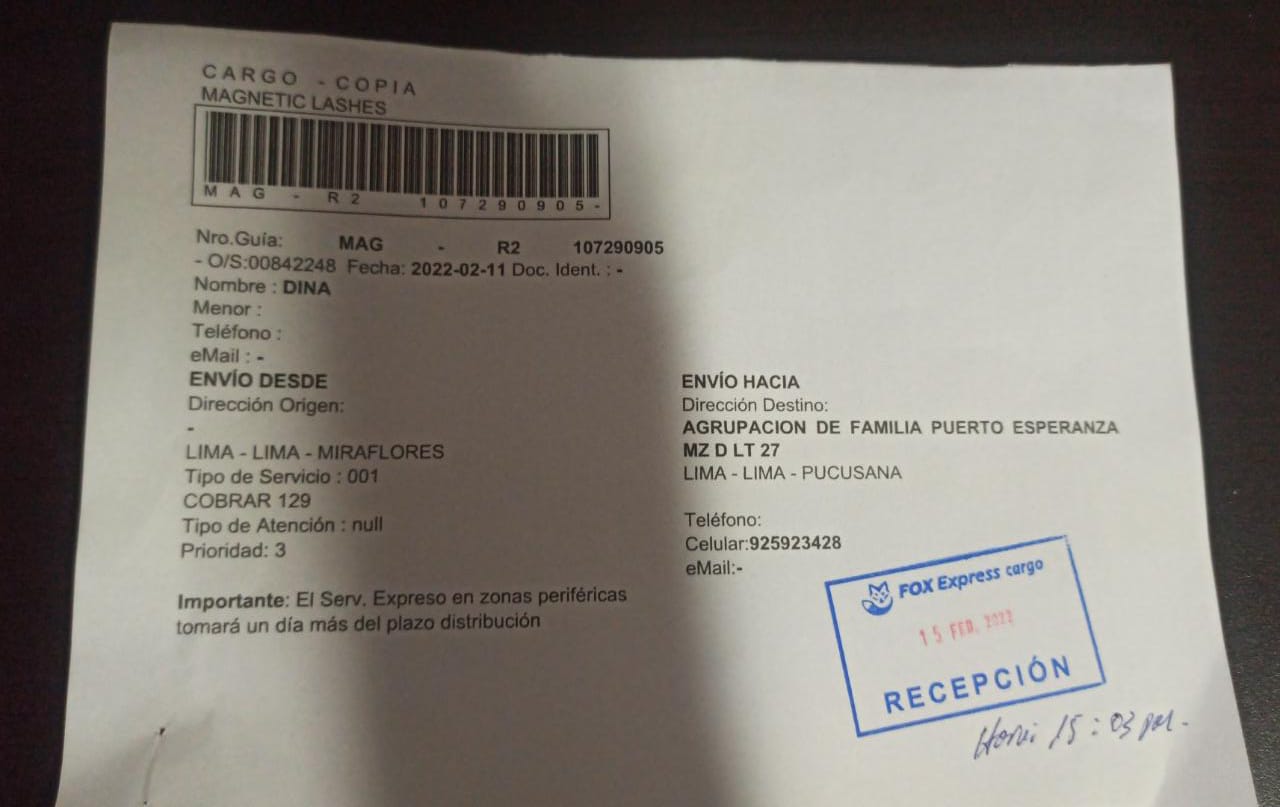 CARGO - COPIA
MAGNETIC LASHES
MAG - R2 107290905-
Nro.Guía: MAG - R2 107290905
- O/S:00842248 Fecha: 2022-02-11 Doc. Ident. : -
Nombre : DINA
Menor :
Teléfono :
eMail : -
ENVÍO DESDE
Dirección Origen:
-
LIMA - LIMA - MIRAFLORES
Tipo de Servicio : 001
COBRAR 129
Tipo de Atención : null
Prioridad: 3
Importante: El Serv. Expreso en zonas periféricas
tomará un día más del plazo distribución
ENVÍO HACIA
Dirección Destino:
AGRUPACION DE FAMILIA PUERTO ESPERANZA
MZ D LT 27
LIMA - LIMA - PUCUSANA
Teléfono:
Celular:925923428
eMail:-
FOX Express cargo
15 FEB. 2022
RECEPCIÓN
Hora: 15:03 pm.